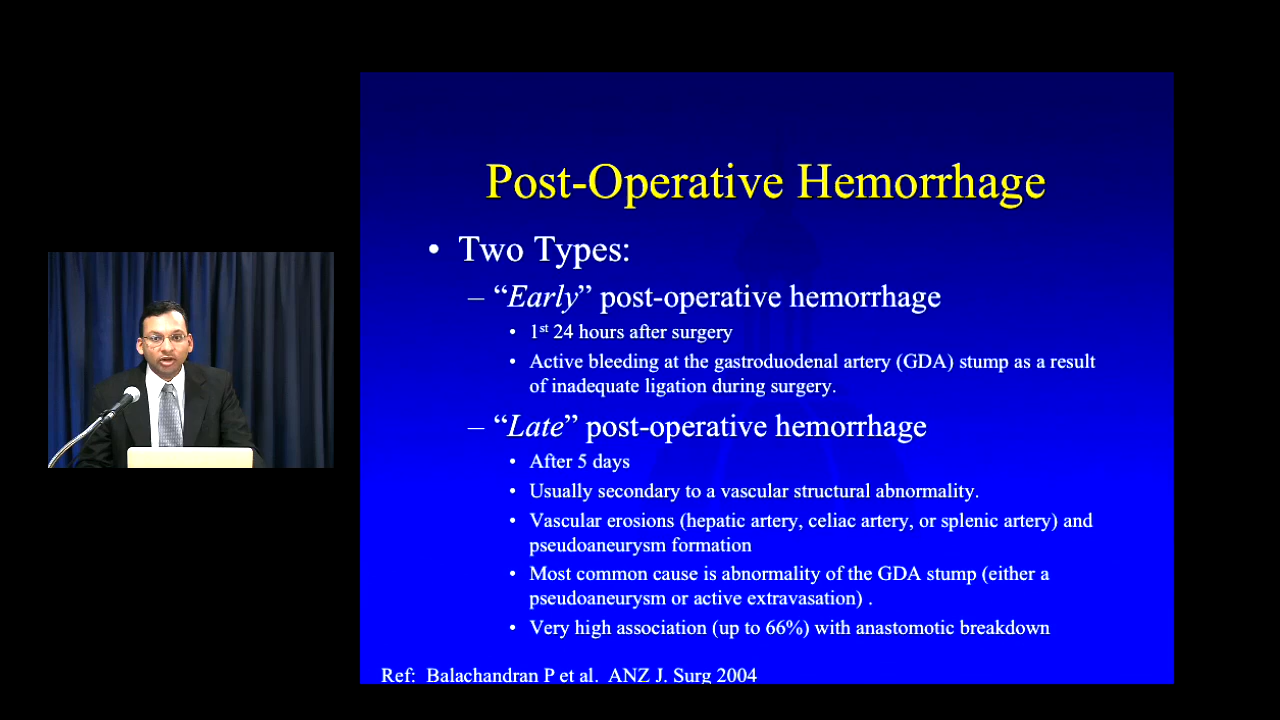 Post-Operative Hemorrhage
• Two Types:
– “Early” post-operative hemorrhage
• 1st 24 hours after surgery
• Active bleeding at the gastroduodenal artery (GDA) stump as a result
of inadequate ligation during surgery.
– “Late” post-operative hemorrhage
• After 5 days
• Usually secondary to a vascular structural abnormality.
• Vascular erosions (hepatic artery, celiac artery, or splenic artery) and
pseudoaneurysm formation
• Most common cause is abnormality of the GDA stump (either a
pseudoaneurysm or active extravasation) .
• Very high association (up to 66%) with anastomotic breakdown
Ref: Balachandran P et al. ANZ J. Surg 2004